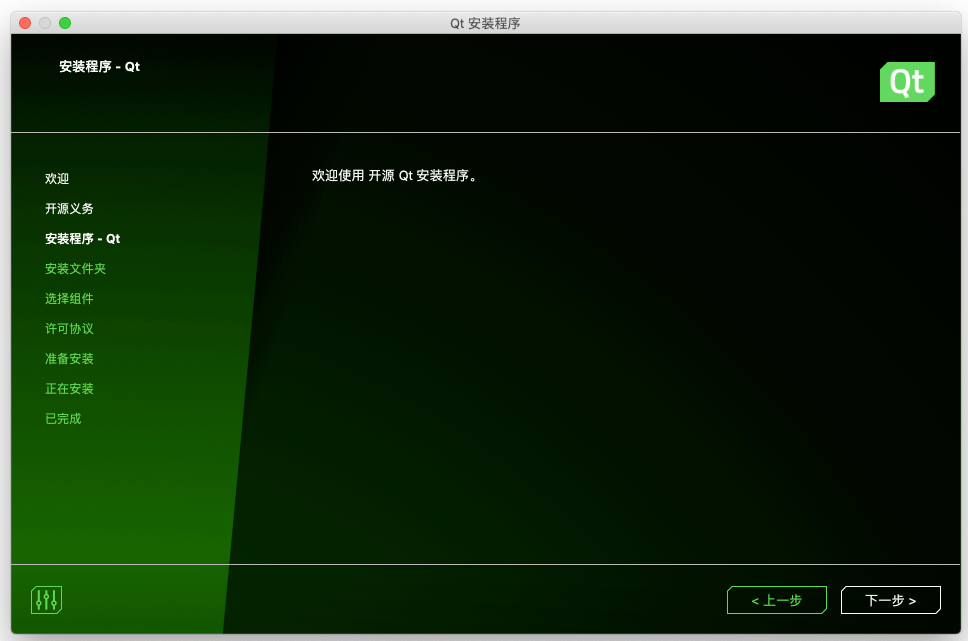 Qt 安装程序
安装程序 - Qt
Qt
欢迎
开源义务
安装程序 - Qt
安装文件夹
选择组件
许可协议
准备安装
正在安装
已完成
欢迎使用 开源 Qt 安装程序。
< 上一步
下一步 >